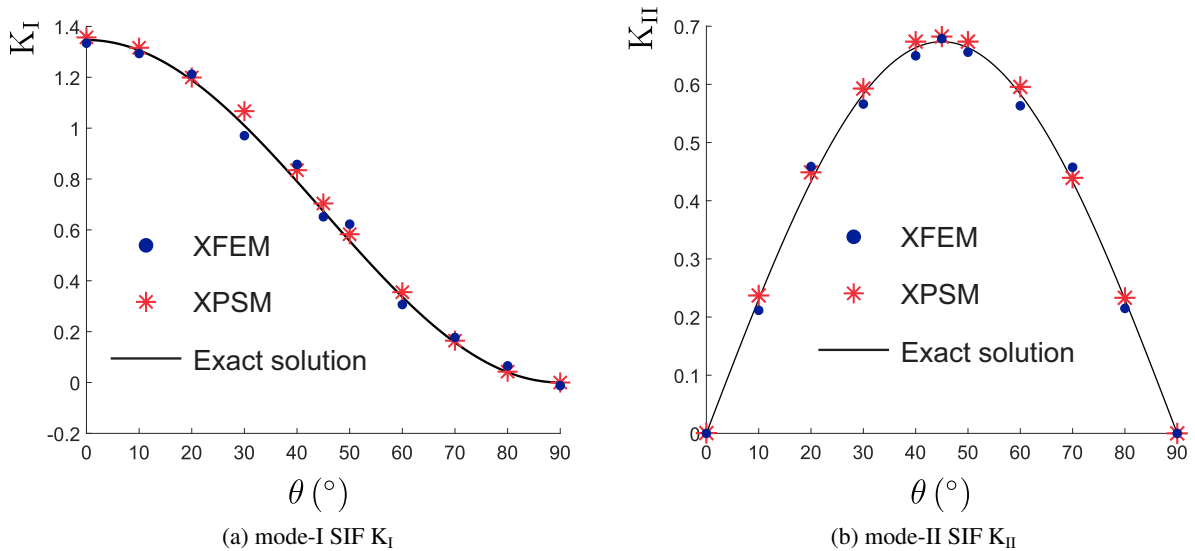 K_I
1.4
1.2
1
0.8
0.6
0.4
0.2
0
-0.2
0 10 20 30 40 50 60 70 80 90
θ (°)
XFEM
XPSM
Exact solution
(a) mode-I SIF K_I
K_II
0.7
0.6
0.5
0.4
0.3
0.2
0.1
0
0 10 20 30 40 50 60 70 80 90
θ (°)
XFEM
XPSM
Exact solution
(b) mode-II SIF K_II